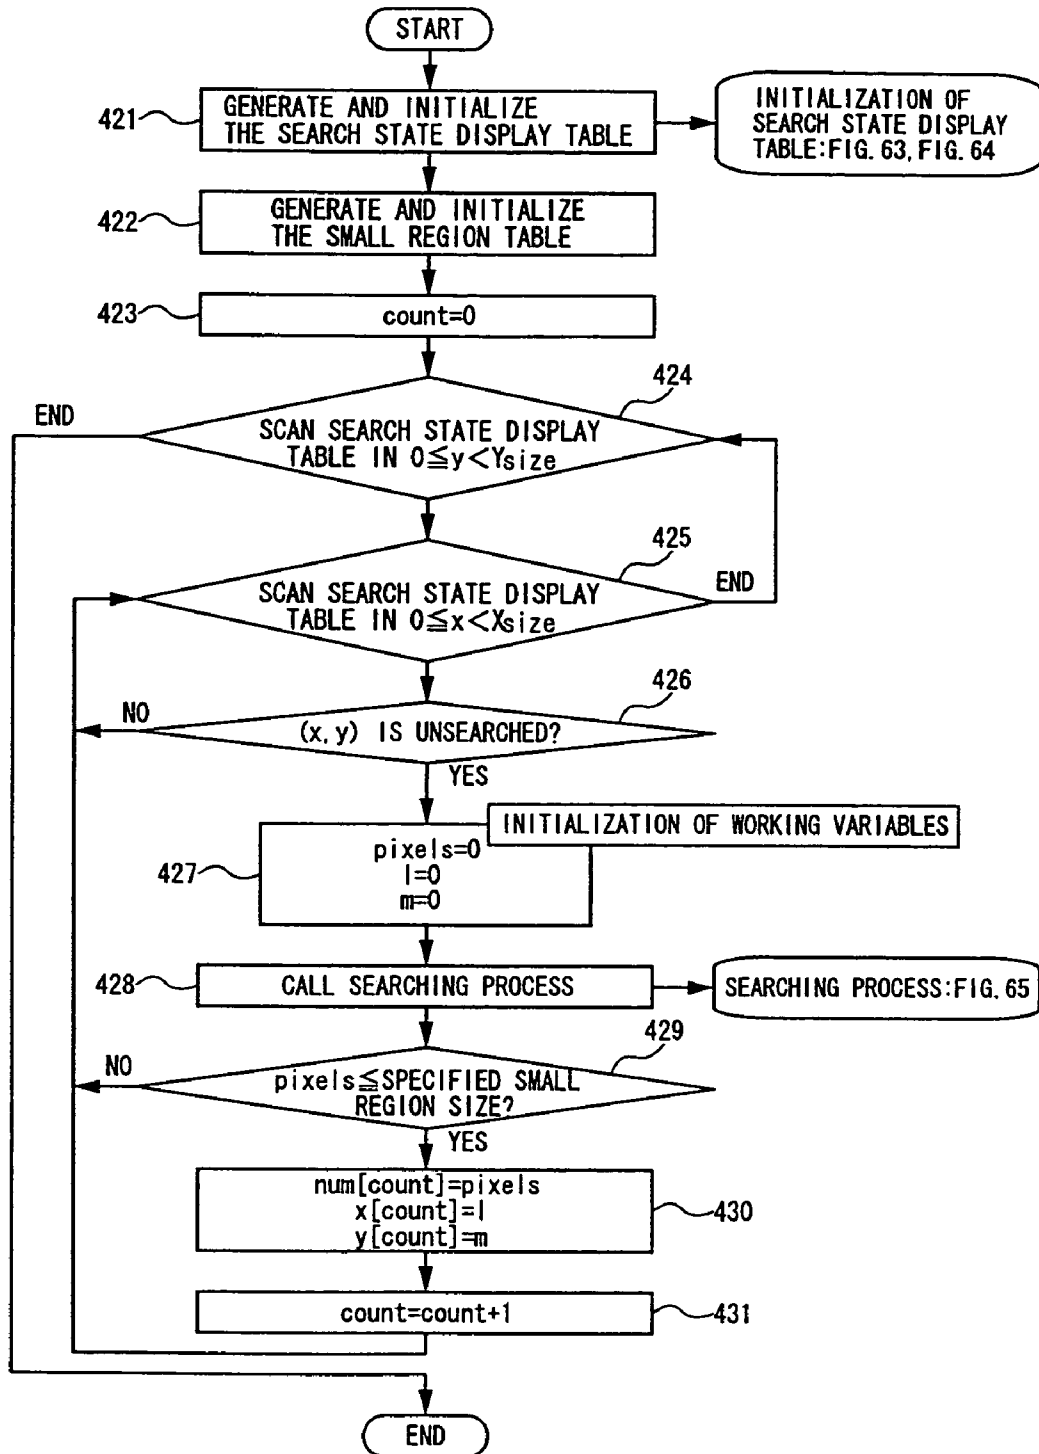 START
421
GENERATE AND INITIALIZE
THE SEARCH STATE DISPLAY TABLE
INITIALIZATION OF
SEARCH STATE DISPLAY
TABLE:FIG. 63, FIG. 64
422
GENERATE AND INITIALIZE
THE SMALL REGION TABLE
423
count=0
424
END
SCAN SEARCH STATE DISPLAY
TABLE IN 0≦y<Ysize
425
END
SCAN SEARCH STATE DISPLAY
TABLE IN 0≦x<Xsize
426
NO
(x, y) IS UNSEARCHED?
YES
INITIALIZATION OF WORKING VARIABLES
427
pixels=0
l=0
m=0
428
CALL SEARCHING PROCESS
SEARCHING PROCESS:FIG. 65
429
NO
pixels≦SPECIFIED SMALL
REGION SIZE?
YES
num[count]=pixels
x[count]=l
y[count]=m
430
count=count+1
431
END